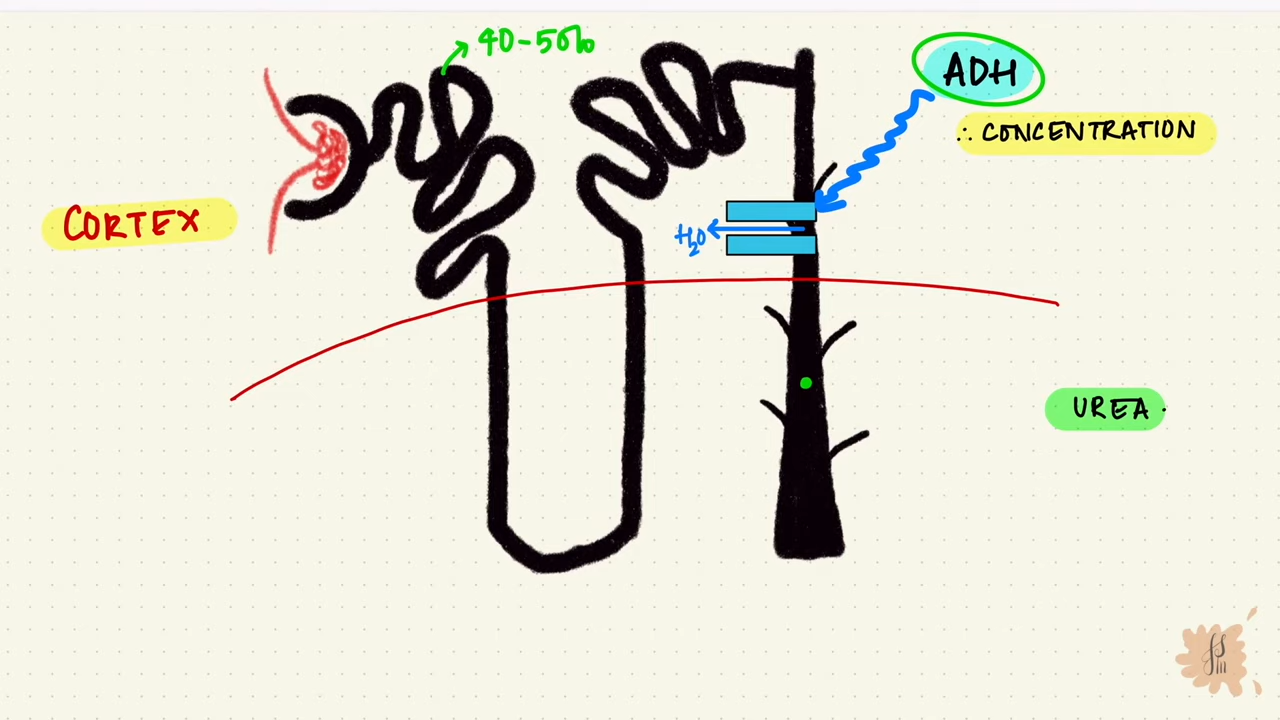 40-50%
ADH
∴ CONCENTRATION
CORTEX
H₂O
UREA